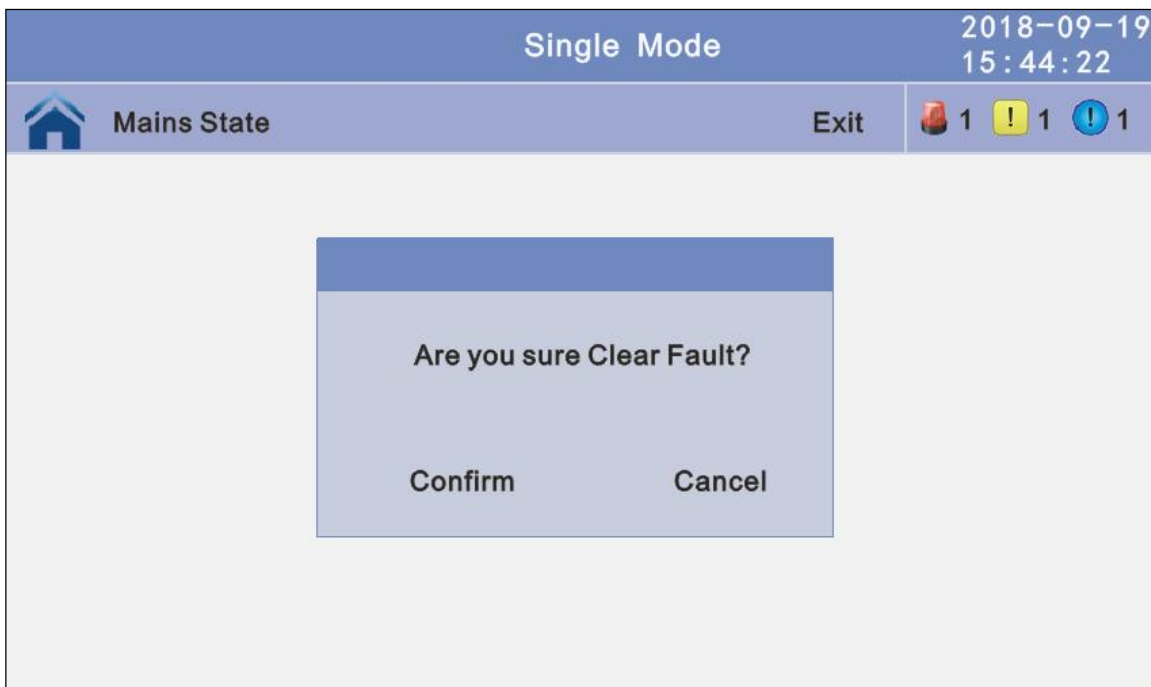 Single Mode
2018-09-19
15:44:22
Mains State
Exit
1
! 1
! 1
Are you sure Clear Fault?
Confirm
Cancel